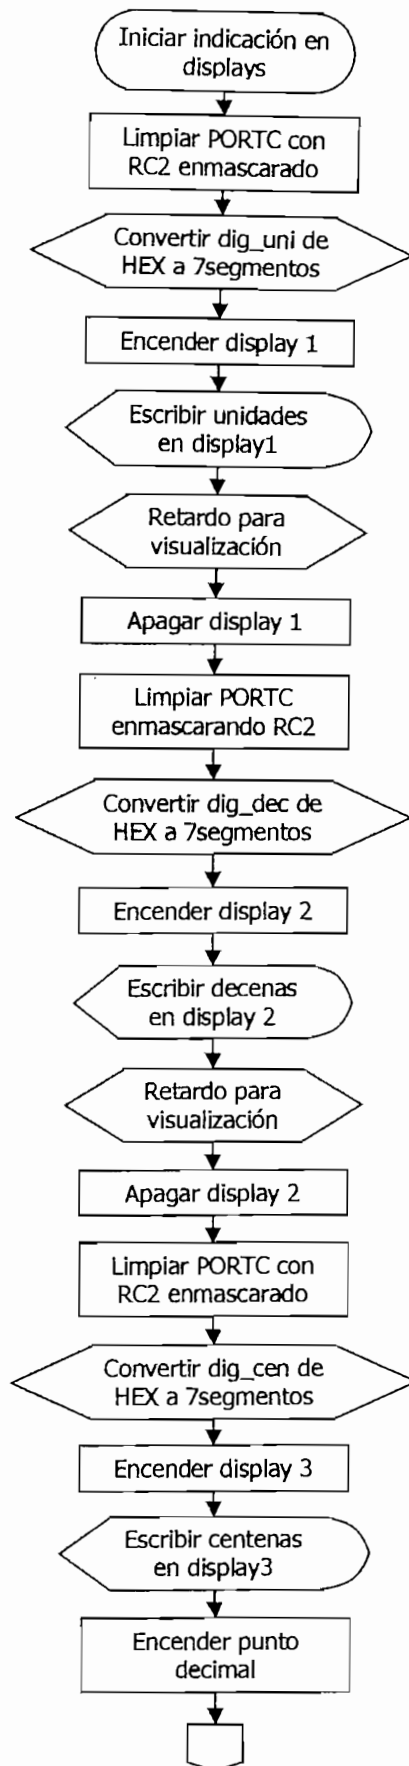 Iniciar indicación en
displays
Limpiar PORTC con
RC2 enmascarado
Convertir dig_uni de
HEX a 7segmentos
Encender display 1
Escribir unidades
en display1
Retardo para
visualización
Apagar display 1
Limpiar PORTC
enmascarando RC2
Convertir dig_dec de
HEX a 7segmentos
Encender display 2
Escribir decenas
en display 2
Retardo para
visualización
Apagar display 2
Limpiar PORTC con
RC2 enmascarado
Convertir dig_cen de
HEX a 7segmentos
Encender display 3
Escribir centenas
en display3
Encender punto
decimal